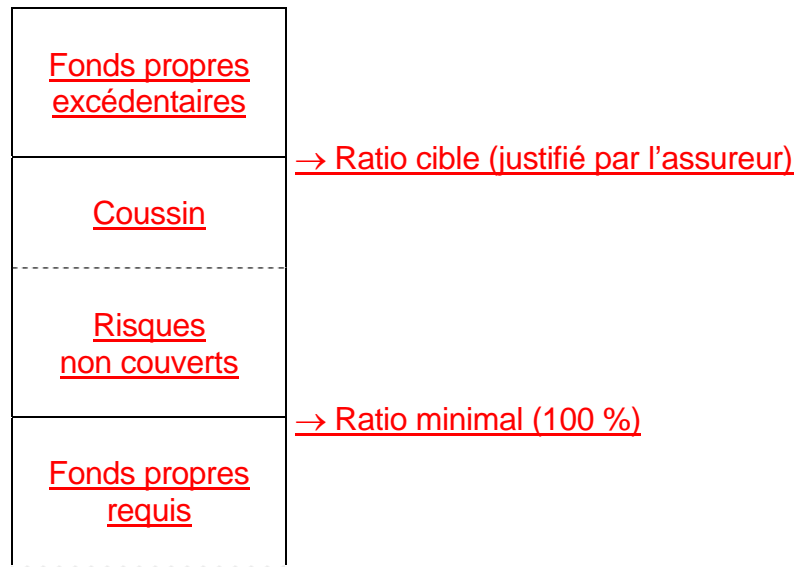 Fonds propres
excédentaires
→ Ratio cible (justifié par l'assureur)
Coussin
Risques
non couverts
→ Ratio minimal (100 %)
Fonds propres
requis